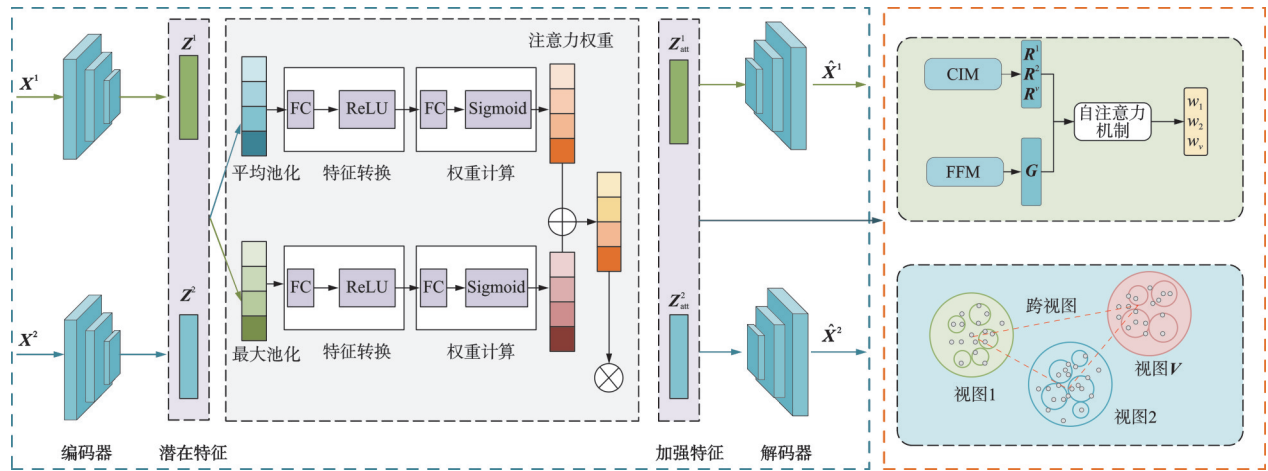 X¹
Z¹
注意力权重
FC
ReLU
FC
Sigmoid
平均池化
特征转换
权重计算
Z¹att
X̂¹
CIM
R¹
R²
Rᵛ
自注意力
机制
w₁
w₂
wᵥ
FFM
G
X²
Z²
FC
ReLU
FC
Sigmoid
最大池化
特征转换
权重计算
Z²att
X̂²
跨视图
视图1
视图2
视图V
编码器
潜在特征
加强特征
解码器